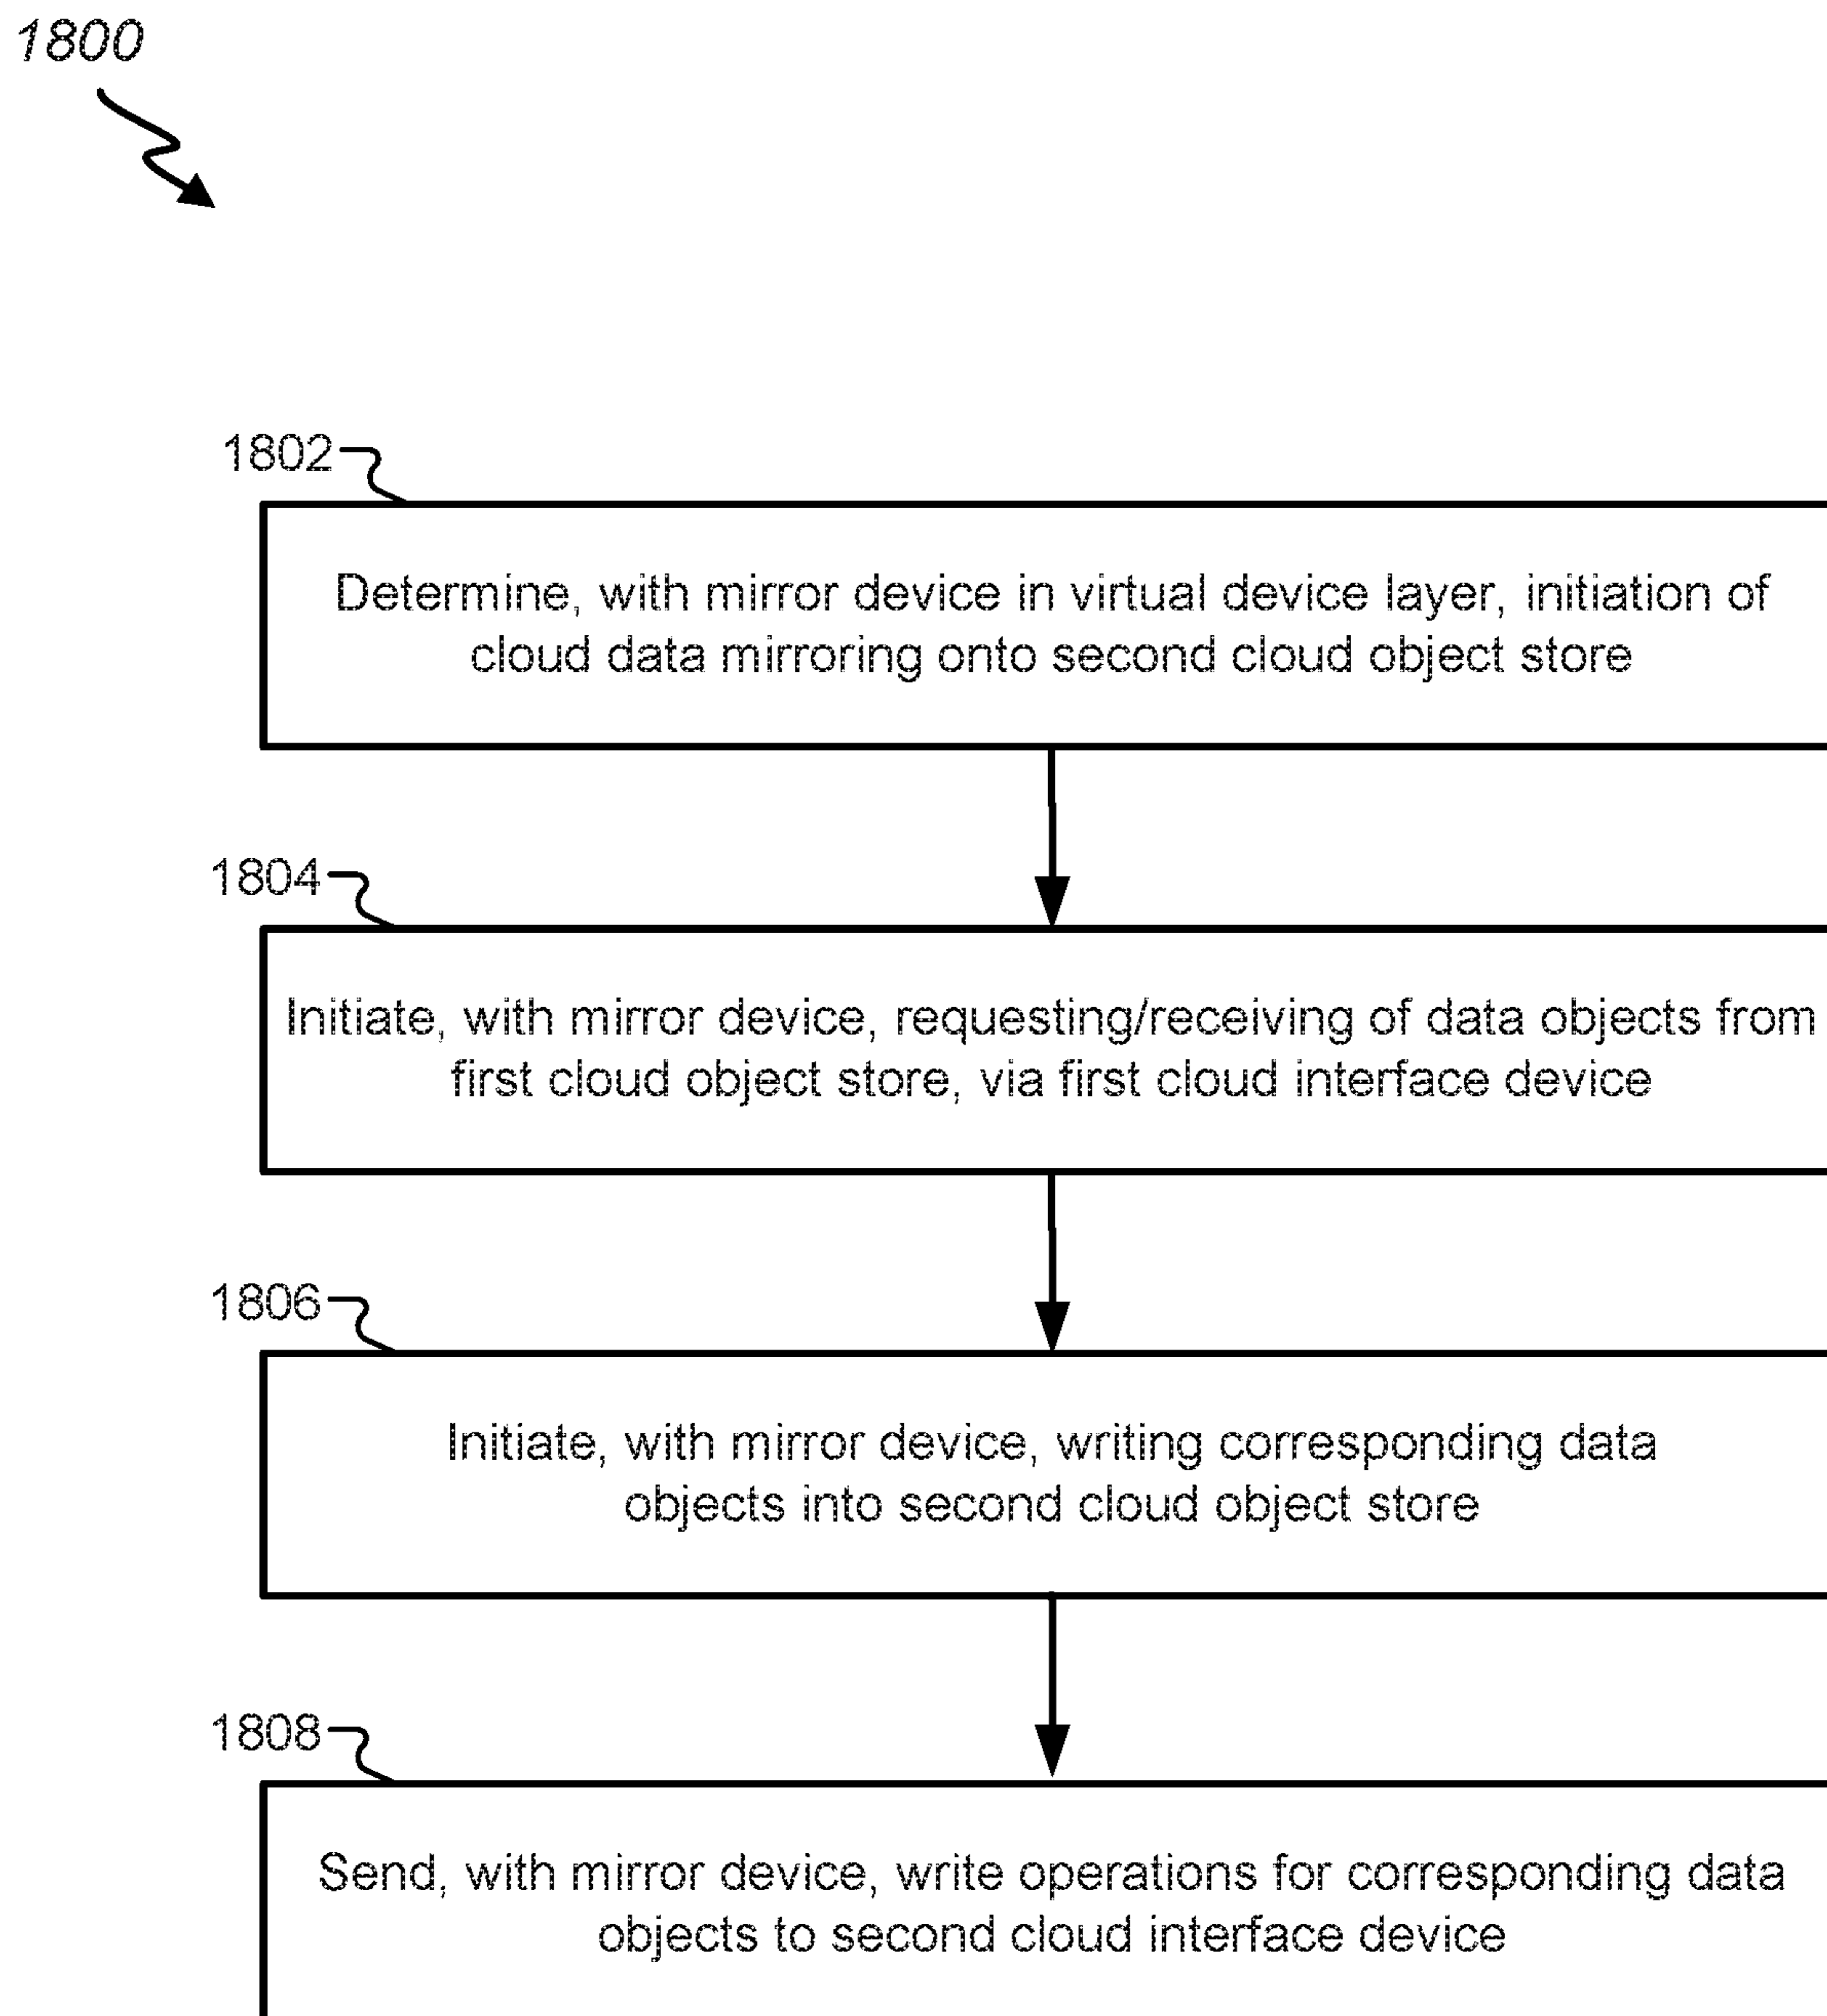 1800
1802
Determine, with mirror device in virtual device layer, initiation of
cloud data mirroring onto second cloud object store
1804
Initiate, with mirror device, requesting/receiving of data objects from
first cloud object store, via first cloud interface device
1806
Initiate, with mirror device, writing corresponding data
objects into second cloud object store
1808
Send, with mirror device, write operations for corresponding data
objects to second cloud interface device